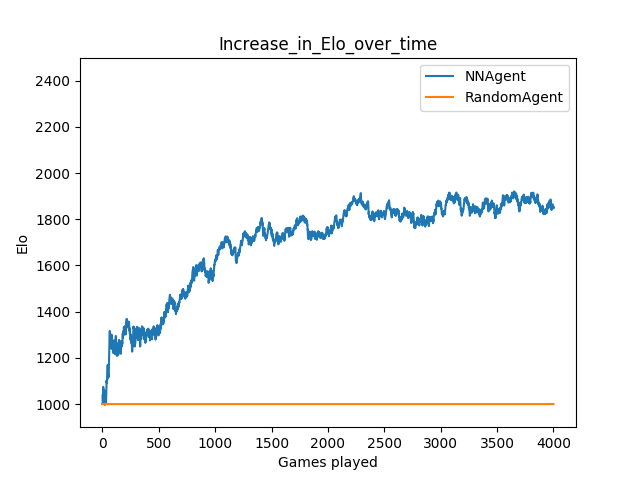 Increase_in_Elo_over_time
NNAgent
RandomAgent
2400
2200
2000
1800
1600
1400
1200
1000
Elo
0 500 1000 1500 2000 2500 3000 3500 4000
Games played